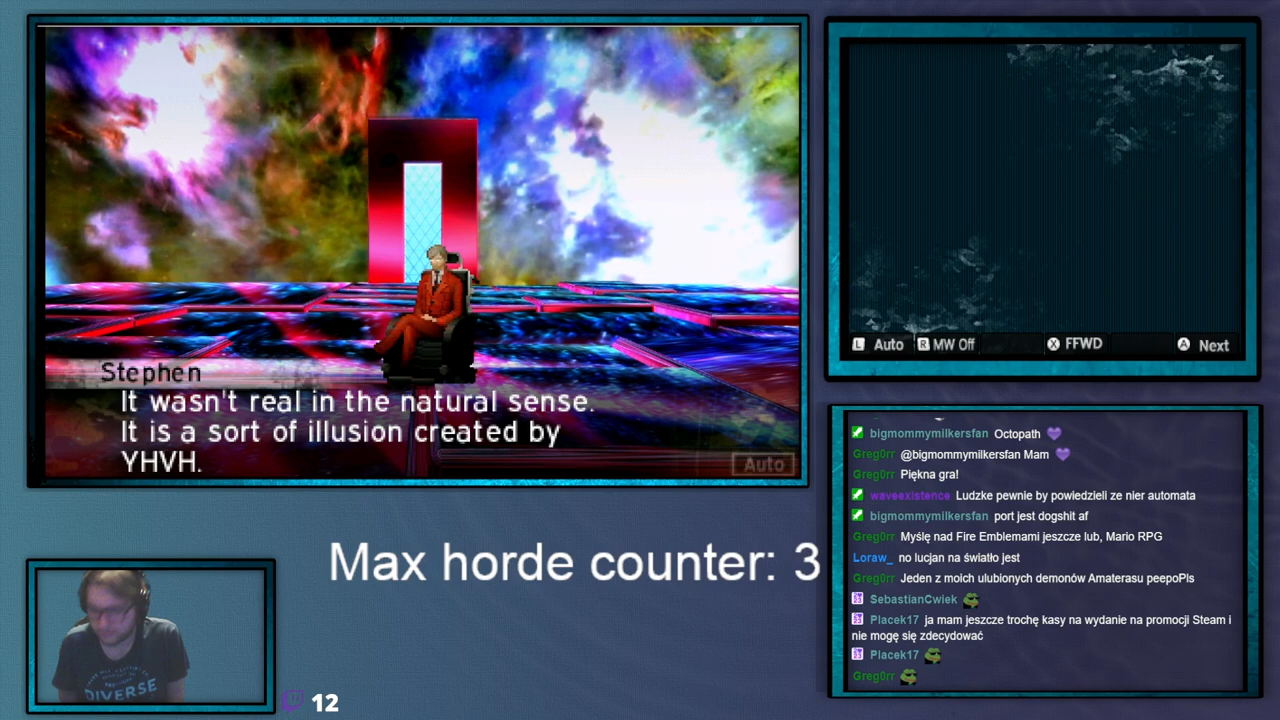 Stephen
It wasn't real in the natural sense.
It is a sort of illusion created by
YHVH.
Auto
L Auto R MW Off X FFWD A Next
bigmommymilkersfan Octopath
Greg0rr @bigmommymilkersfan Mam
Greg0rr Piękna gra!
waveexistence Ludzke pewnie by powiedzieli ze nier automata
bigmommymilkersfan port jest dogshit af
Greg0rr Myślę nad Fire Emblemami jeszcze lub, Mario RPG
Loraw_ no lucjan na światło jest
Greg0rr Jeden z moich ulubionych demonów Amaterasu peepoPls
SebastianCwiek
Placek17 ja mam jeszcze trochę kasy na wydanie na promocji Steam i
nie mogę się zdecydować
Placek17
Greg0rr
Max horde counter: 3
DIVERSE
12